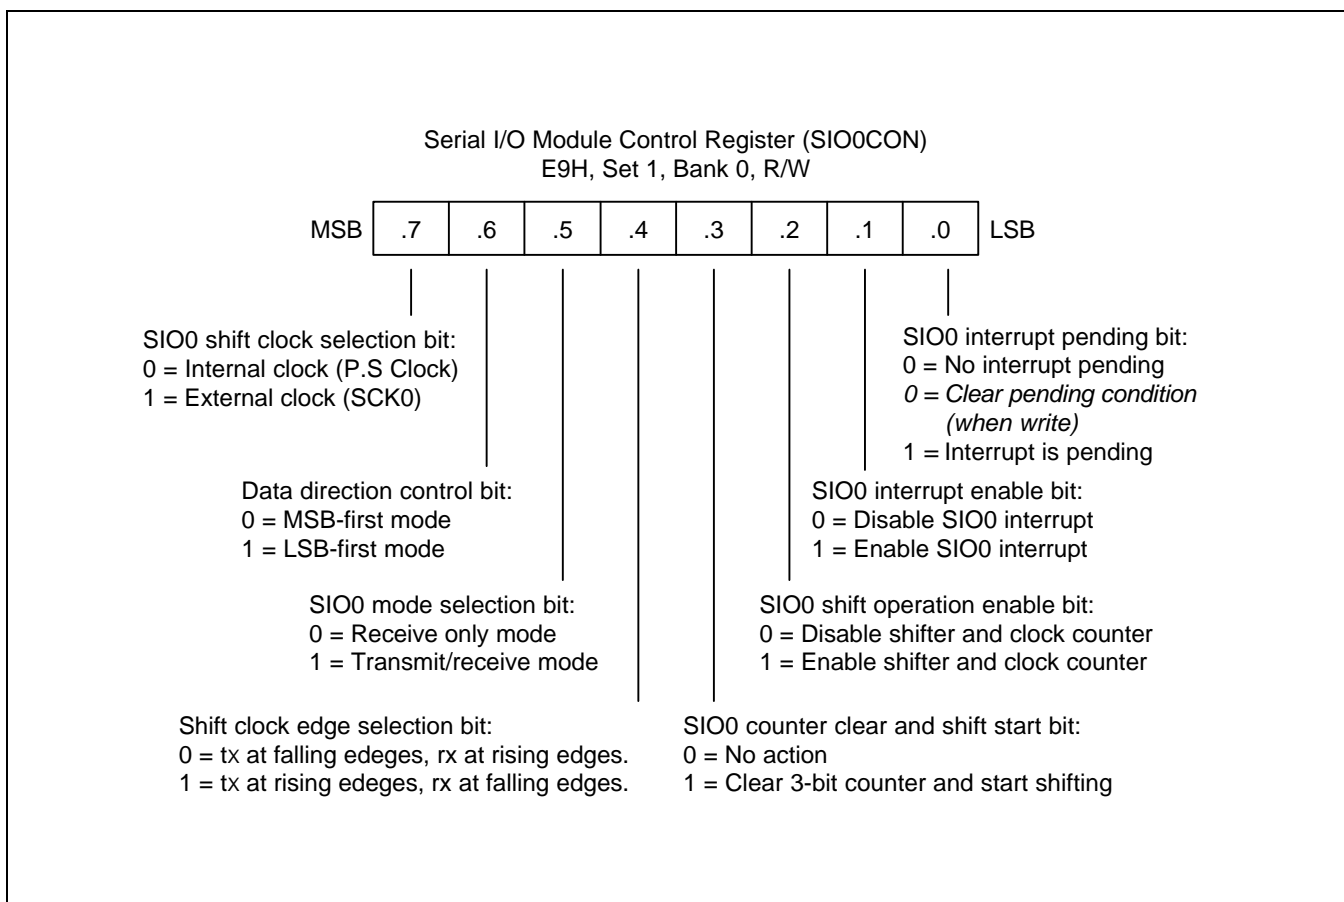 Serial I/O Module Control Register (SIO0CON)
E9H, Set 1, Bank 0, R/W
MSB .7 .6 .5 .4 .3 .2 .1 .0 LSB
SIO0 shift clock selection bit:
0 = Internal clock (P.S Clock)
1 = External clock (SCK0)
SIO0 interrupt pending bit:
0 = No interrupt pending
0 = Clear pending condition
(when write)
1 = Interrupt is pending
Data direction control bit:
0 = MSB-first mode
1 = LSB-first mode
SIO0 interrupt enable bit:
0 = Disable SIO0 interrupt
1 = Enable SIO0 interrupt
SIO0 mode selection bit:
0 = Receive only mode
1 = Transmit/receive mode
SIO0 shift operation enable bit:
0 = Disable shifter and clock counter
1 = Enable shifter and clock counter
Shift clock edge selection bit:
0 = tx at falling edeges, rx at rising edges.
1 = tx at rising edeges, rx at falling edges.
SIO0 counter clear and shift start bit:
0 = No action
1 = Clear 3-bit counter and start shifting